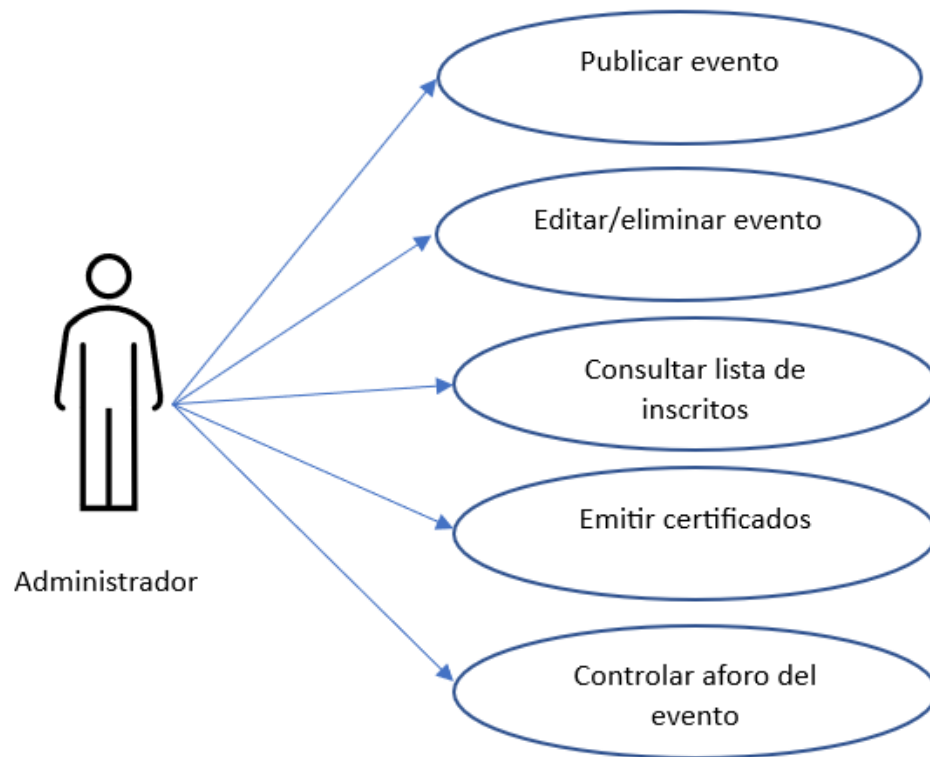 Publicar evento
Editar/eliminar evento
Consultar lista de
inscritos
Emitir certificados
Administrador
Controlar aforo del
evento